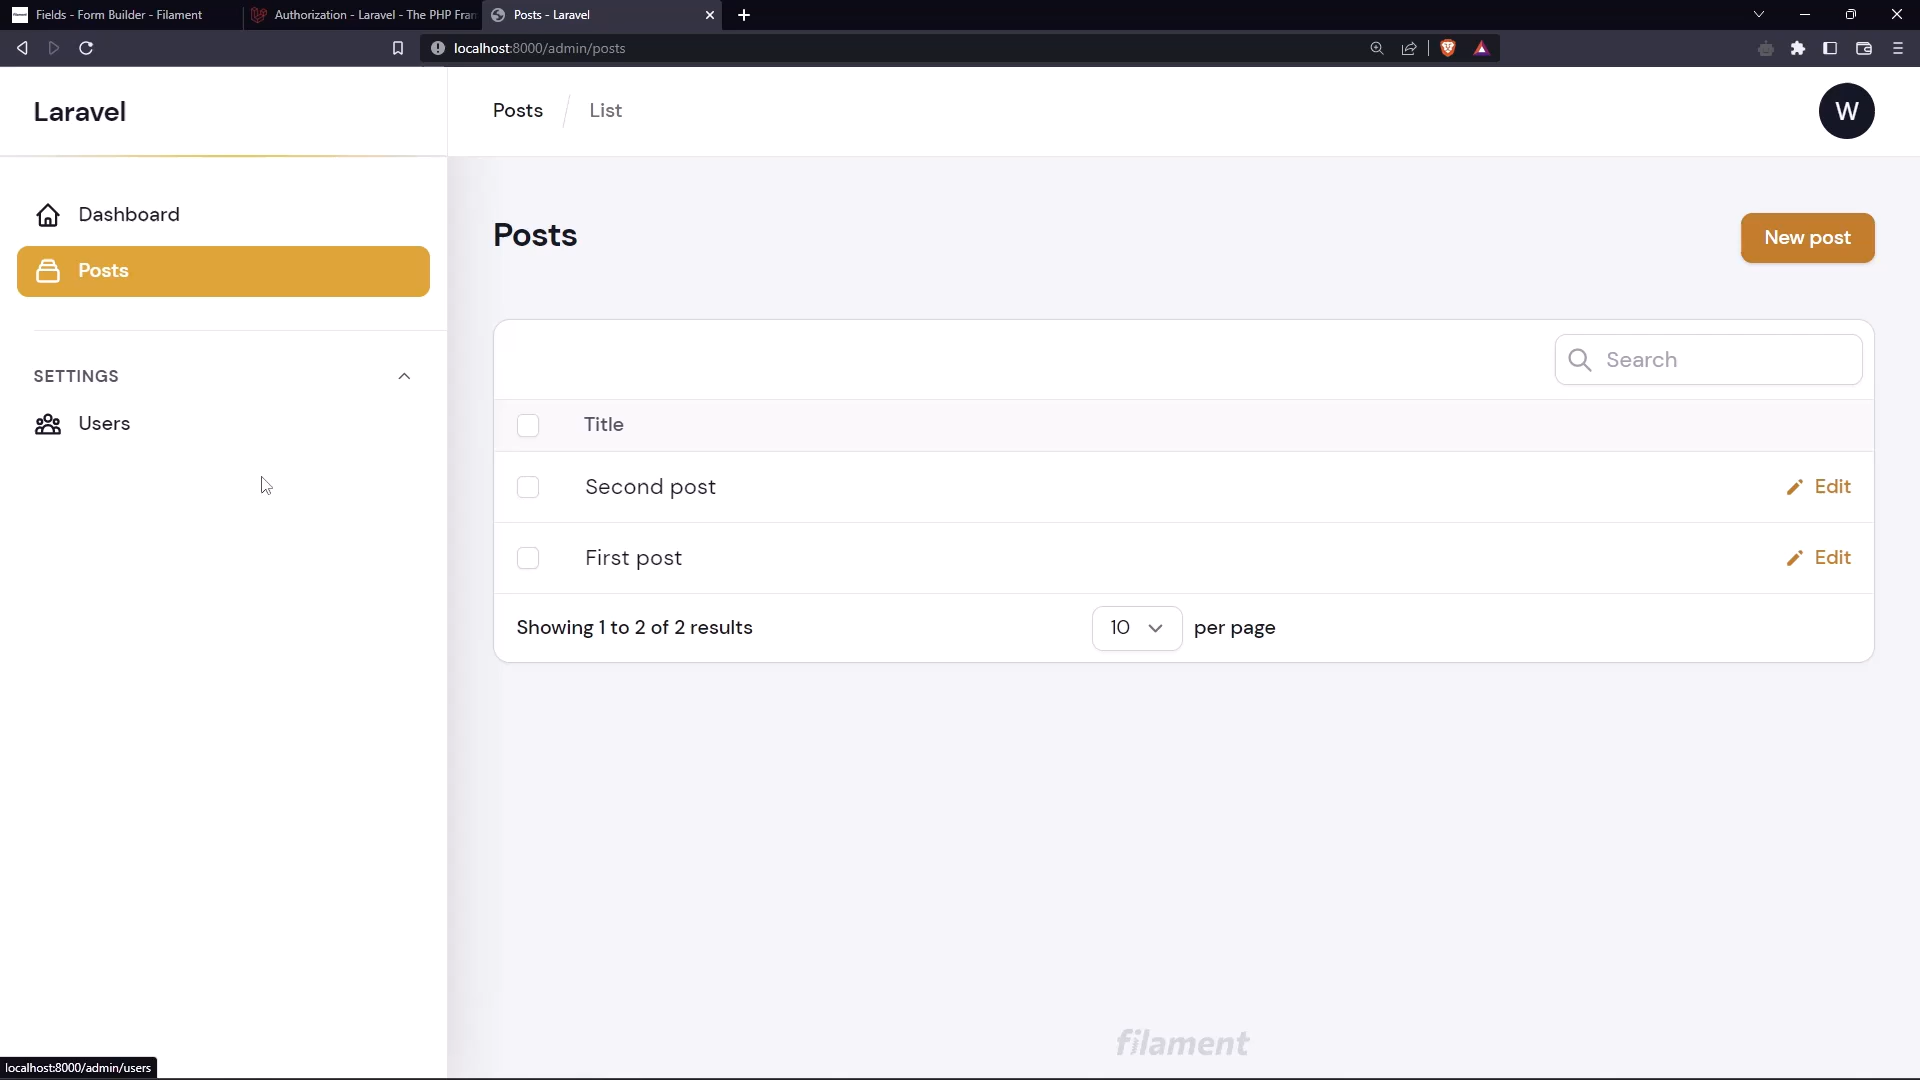 Fields - Form Builder - Filament
Authorization - Laravel - The PHP Fran
Posts - Laravel
localhost:8000/admin/posts
Laravel
Posts
List
W
Dashboard
Posts
SETTINGS
Users
Posts
New post
Search
Title
Second post
Edit
First post
Edit
Showing 1 to 2 of 2 results
10
per page
filament
localhost:8000/admin/users